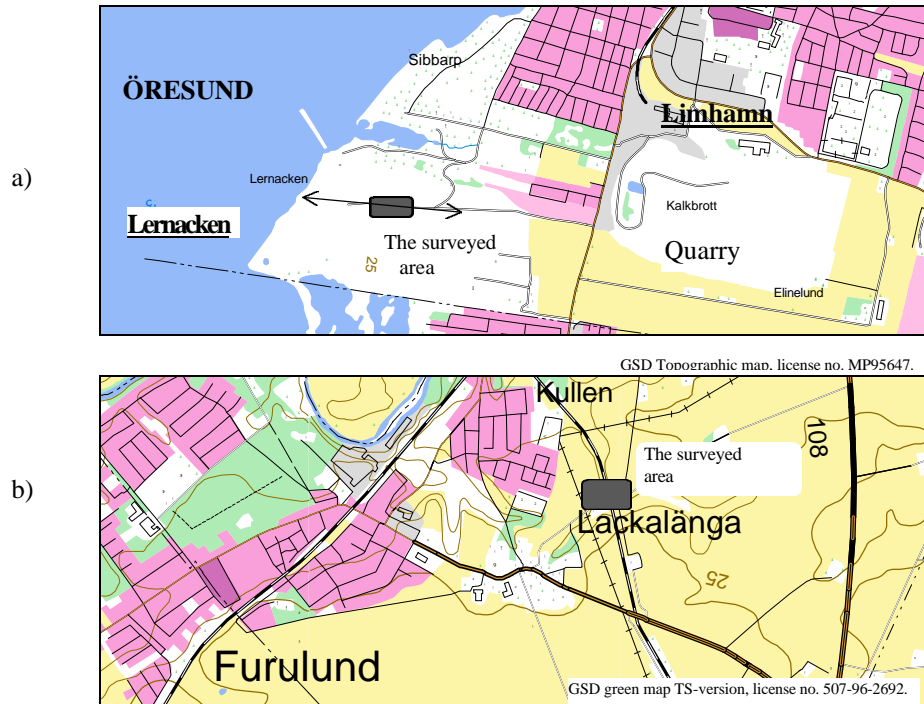 a)
Sibbarp
ÖRESUND
Limhamn
Lernacken
Kalkbrott
Lernacken
The surveyed
area
Quarry
25
Elinelund
GSD Topographic map, license no. MP95647.
b)
Kullen
108
The surveyed
area
Lackalänga
25
Furulund
GSD green map TS-version, license no. 507-96-2692.